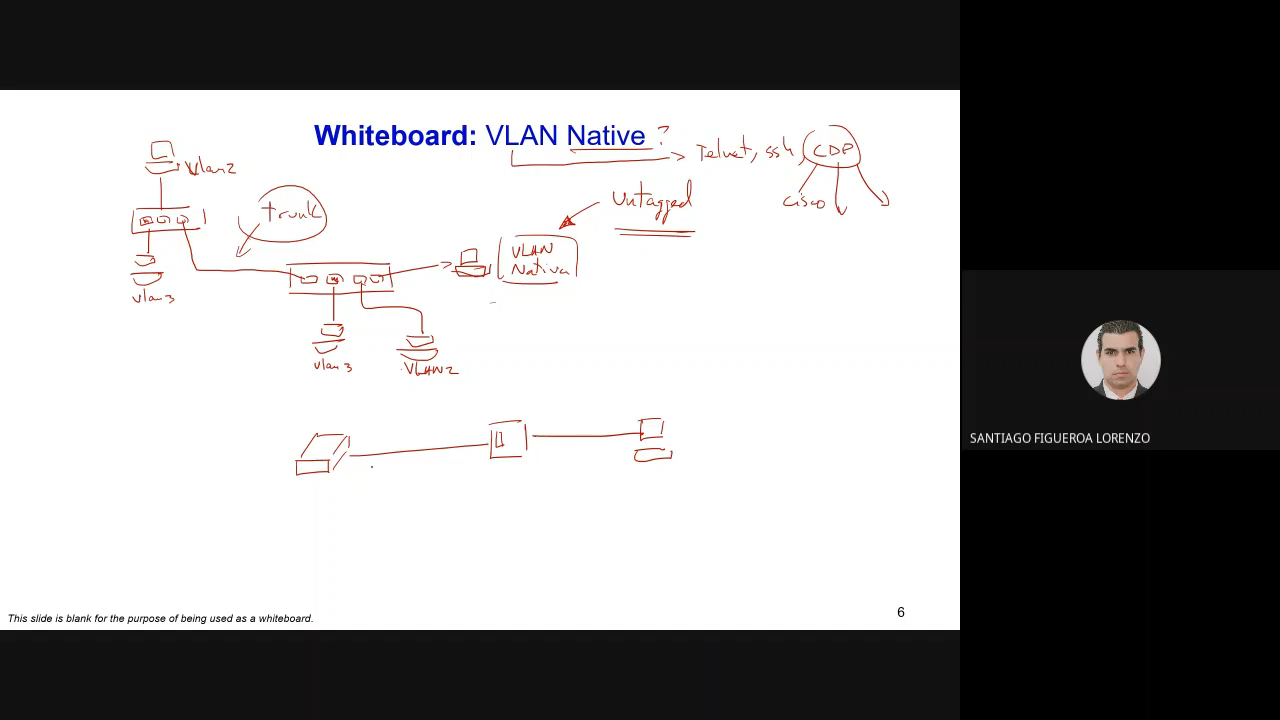 Whiteboard: VLAN Native ?
Telnet, ssh, CDP
cisco
Untagged
Vlan2
trunk
VLAN
Nativa
vlan3
vlan3
VLAN2
SANTIAGO FIGUEROA LORENZO
This slide is blank for the purpose of being used as a whiteboard.
6